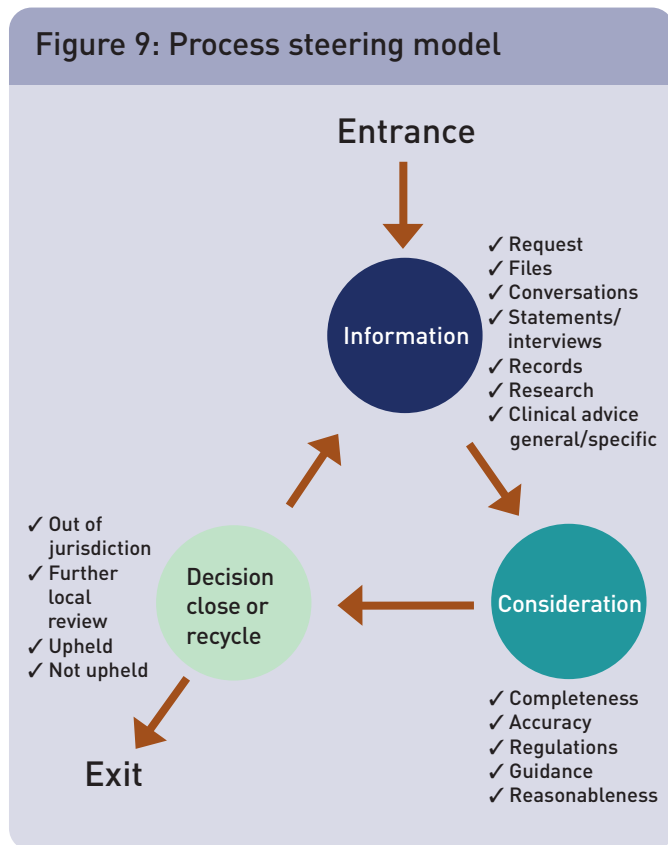 Figure 9: Process steering model
Entrance
Information
✓ Request
✓ Files
✓ Conversations
✓ Statements/
interviews
✓ Records
✓ Research
✓ Clinical advice
general/specific
Consideration
✓ Completeness
✓ Accuracy
✓ Regulations
✓ Guidance
✓ Reasonableness
Decision
close or
recycle
✓ Out of
jurisdiction
✓ Further
local
review
✓ Upheld
✓ Not upheld
Exit